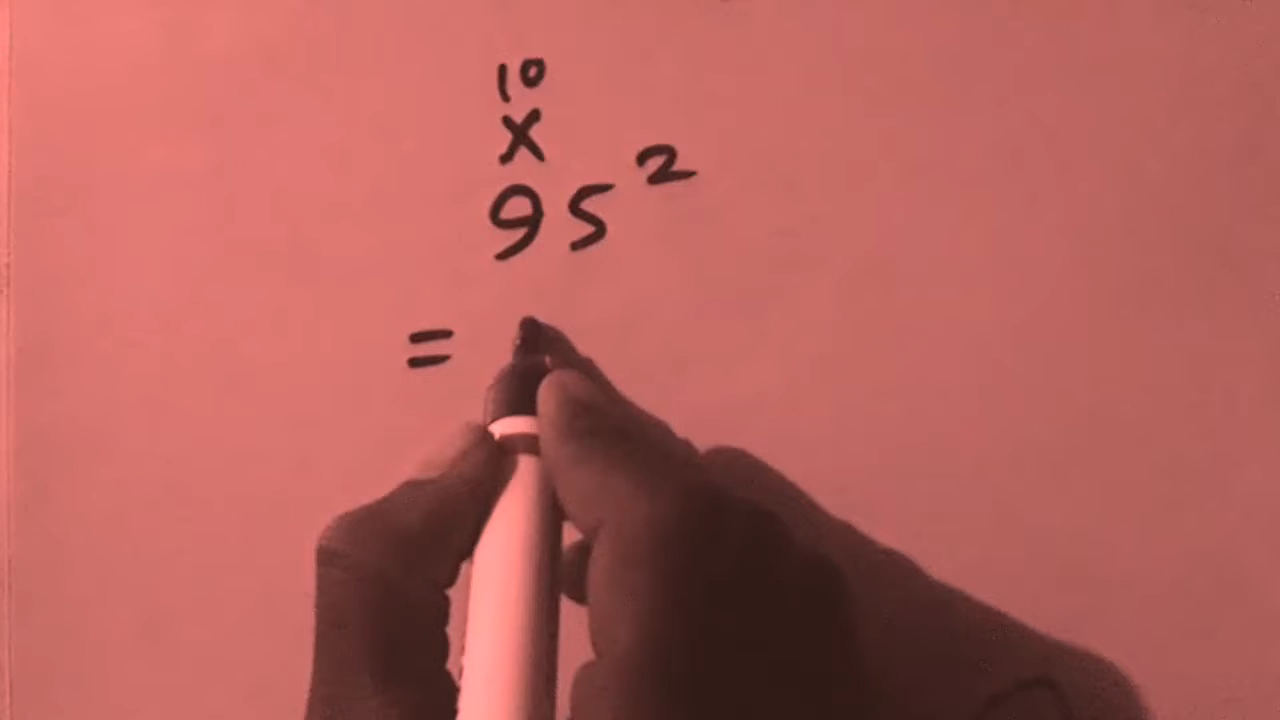 10
×
95²
=